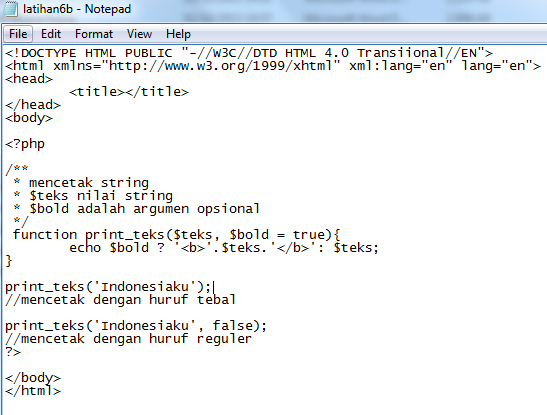 latihan6b - Notepad
File Edit Format View Help
<!DOCTYPE HTML PUBLIC "-//W3C//DTD HTML 4.0 Transiional//EN">
<html xmlns="http://www.w3.org/1999/xhtml" xml:lang="en" lang="en">
<head>
        <title></title>
</head>
<body>
<?php
/**
 * mencetak string
 * $teks nilai string
 * $bold adalah argumen opsional
 */
 function print_teks($teks, $bold = true){
        echo $bold ? '<b>'.$teks.'</b>': $teks;
}
print_teks('Indonesiaku');
//mencetak dengan huruf tebal
print_teks('Indonesiaku', false);
//mencetak dengan huruf reguler
?>
</body>
</html>